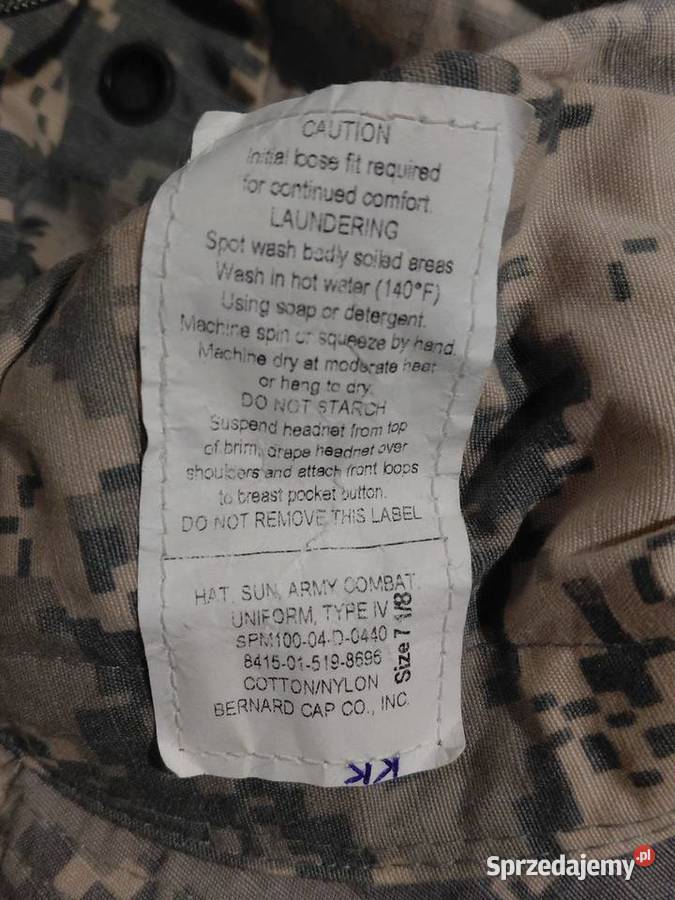 CAUTION
Initial loose fit required
for continued comfort.
LAUNDERING
Spot wash badly soiled areas
Wash in hot water (140°F)
Using soap or detergent.
Machine spin or squeeze by hand.
Machine dry at moderate heat
or hang to dry.
DO NOT STARCH
Suspend headnet from top
of brim, drape headnet over
shoulders and attach front loops
to breast pocket button.
DO NOT REMOVE THIS LABEL
HAT, SUN, ARMY COMBAT
UNIFORM, TYPE IV
SPM100-04-D-0440
8415-01-519-8696
COTTON/NYLON
BERNARD CAP CO., INC.
Size 7 1/8
KK
Sprzedajemy.pl